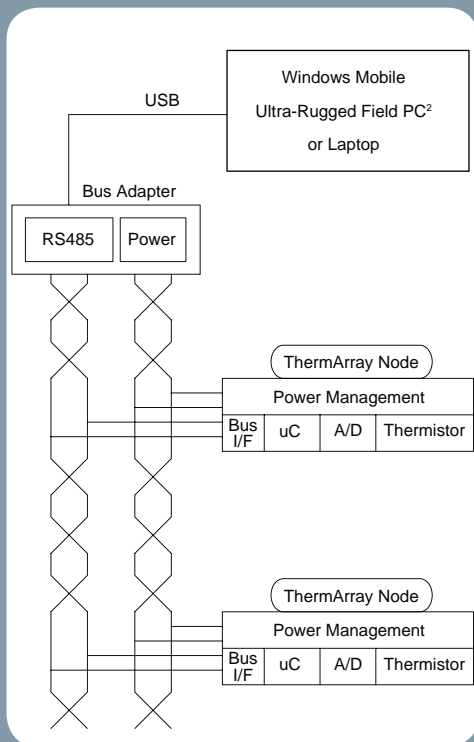 Windows Mobile
Ultra-Rugged Field PC²
or Laptop
USB
Bus Adapter
RS485
Power
ThermArray Node
Power Management
Bus I/F
uC
A/D
Thermistor
ThermArray Node
Power Management
Bus I/F
uC
A/D
Thermistor